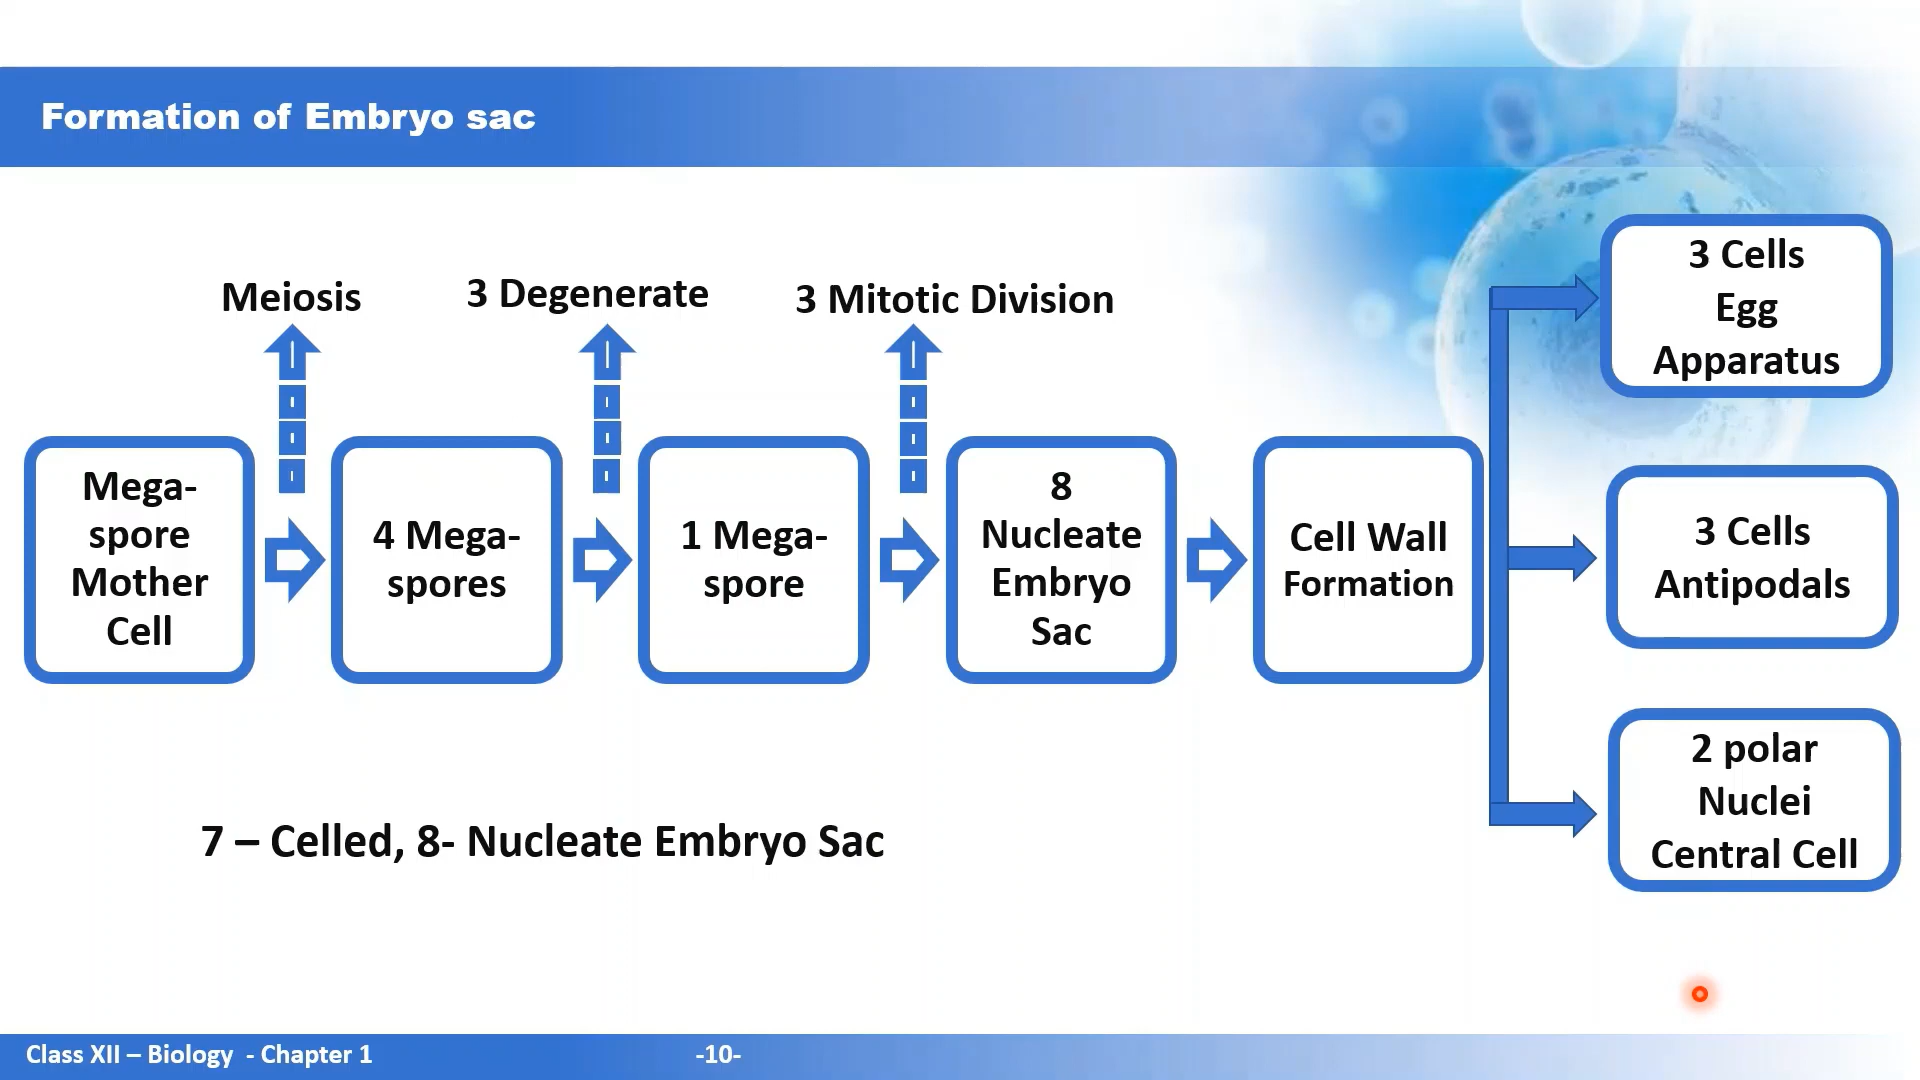 Formation of Embryo sac
Meiosis
3 Degenerate
3 Mitotic Division
Mega-
spore
Mother
Cell
4 Mega-
spores
1 Mega-
spore
8
Nucleate
Embryo
Sac
Cell Wall
Formation
3 Cells
Egg
Apparatus
3 Cells
Antipodals
2 polar
Nuclei
Central Cell
7 – Celled, 8- Nucleate Embryo Sac
Class XII – Biology  - Chapter 1
-10-